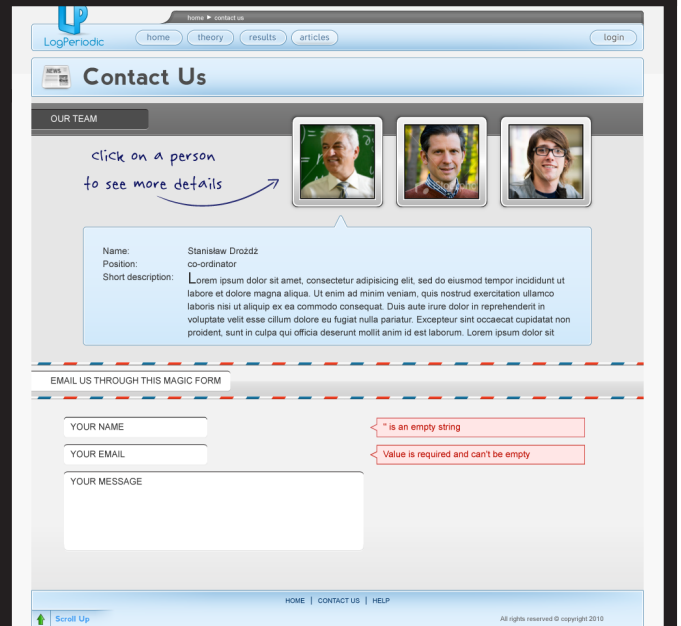 home ► contact us
LogPeriodic
home
theory
results
articles
login
NEWS
Contact Us
OUR TEAM
click on a person
to see more details
Name: Stanisław Drożdż
Position: co-ordinator
Short description: Lorem ipsum dolor sit amet, consectetur adipisicing elit, sed do eiusmod tempor incididunt ut
labore et dolore magna aliqua. Ut enim ad minim veniam, quis nostrud exercitation ullamco
laboris nisi ut aliquip ex ea commodo consequat. Duis aute irure dolor in reprehenderit in
voluptate velit esse cillum dolore eu fugiat nulla pariatur. Excepteur sint occaecat cupidatat non
proident, sunt in culpa qui officia deserunt mollit anim id est laborum. Lorem ipsum dolor sit
EMAIL US THROUGH THIS MAGIC FORM
YOUR NAME
'' is an empty string
YOUR EMAIL
Value is required and can't be empty
YOUR MESSAGE
HOME | CONTACT US | HELP
Scroll Up
All rights reserved © copyright 2010